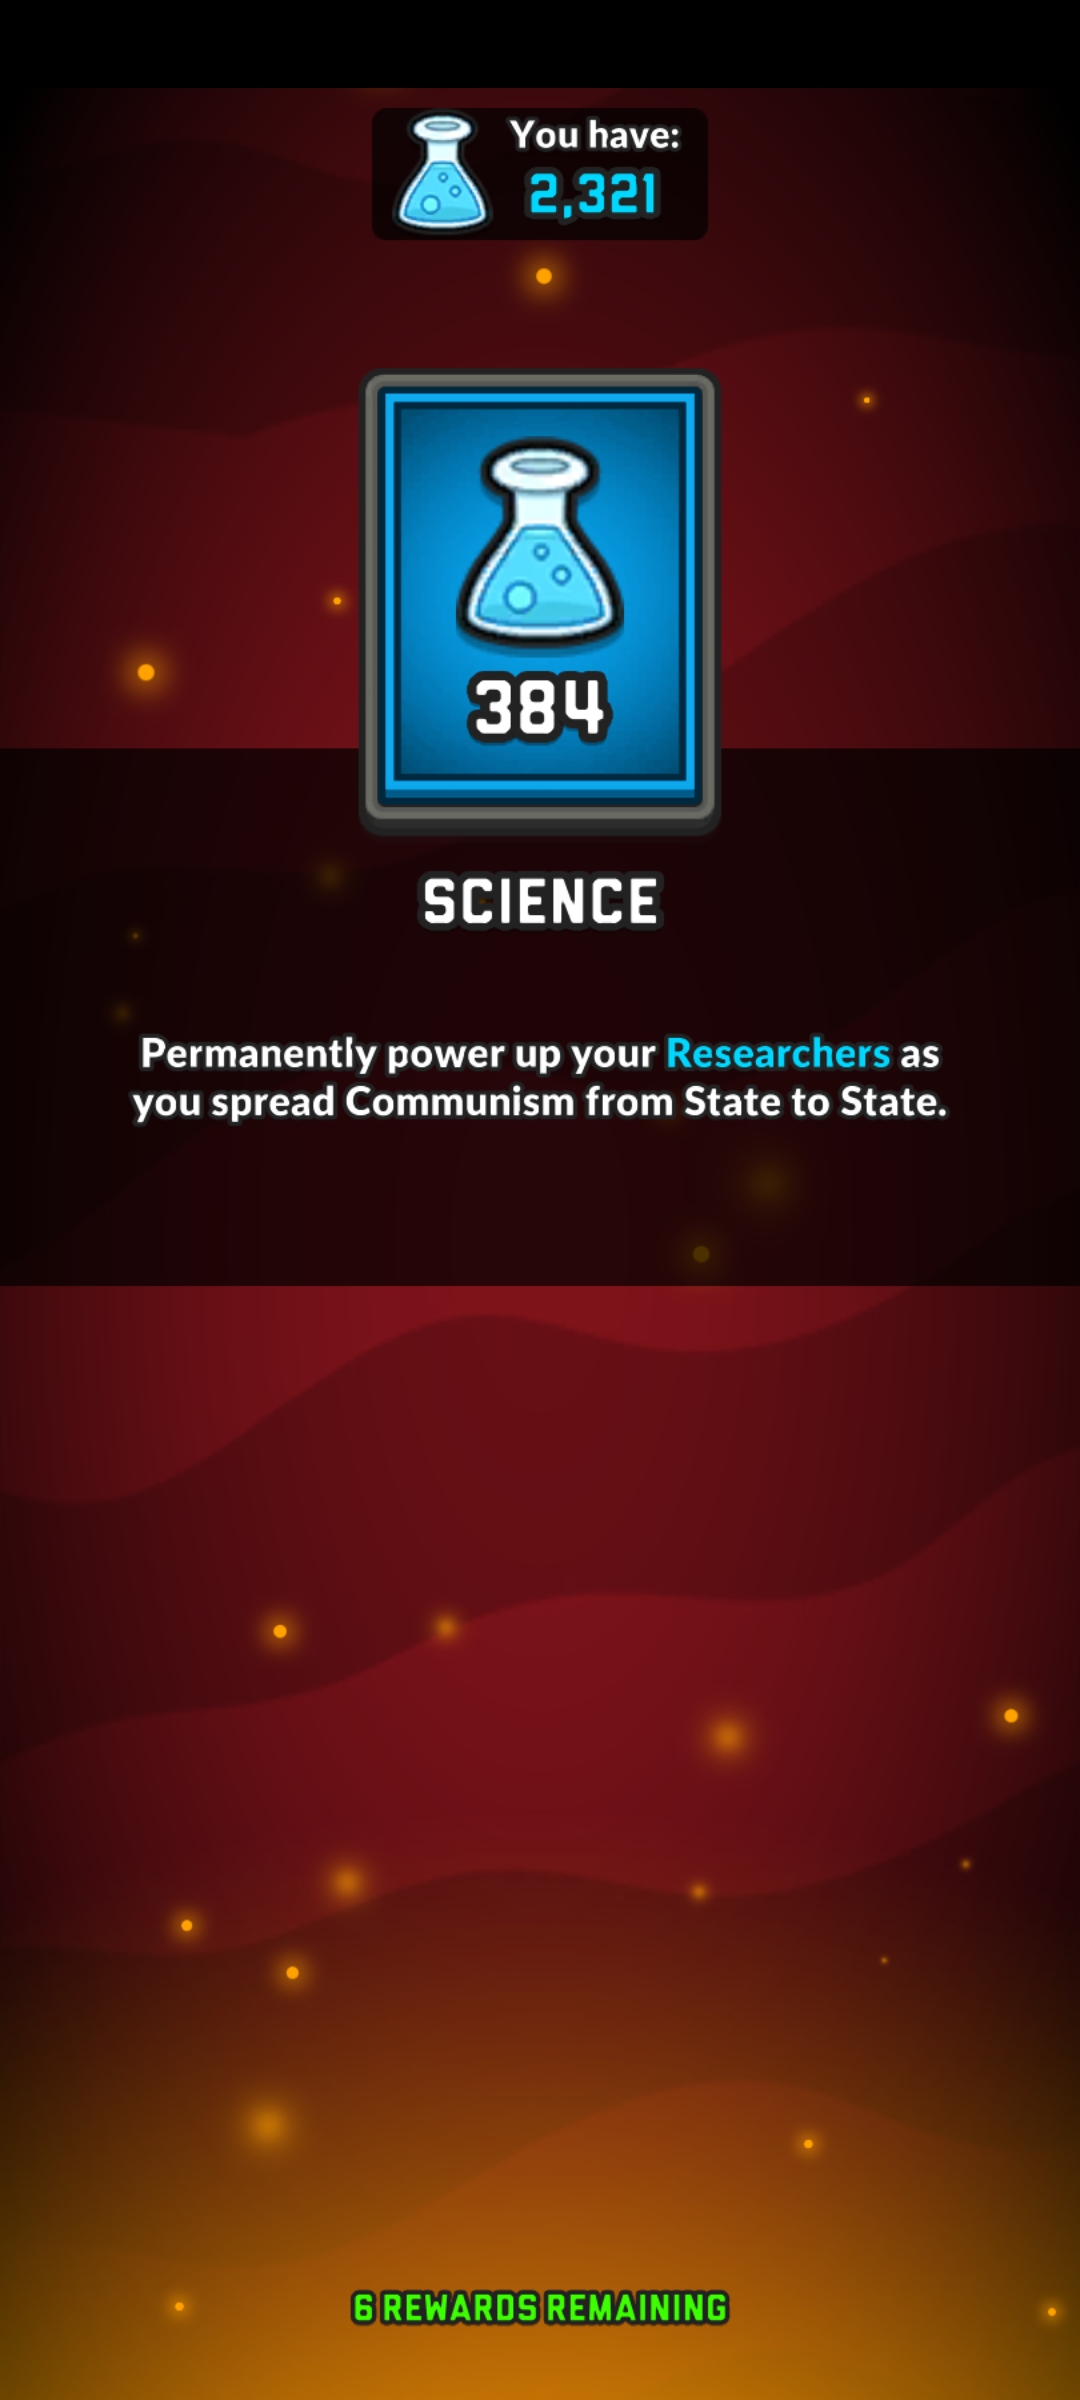 You have:
2,321
384
SCIENCE
Permanently power up your Researchers as
you spread Communism from State to State.
6 REWARDS REMAINING